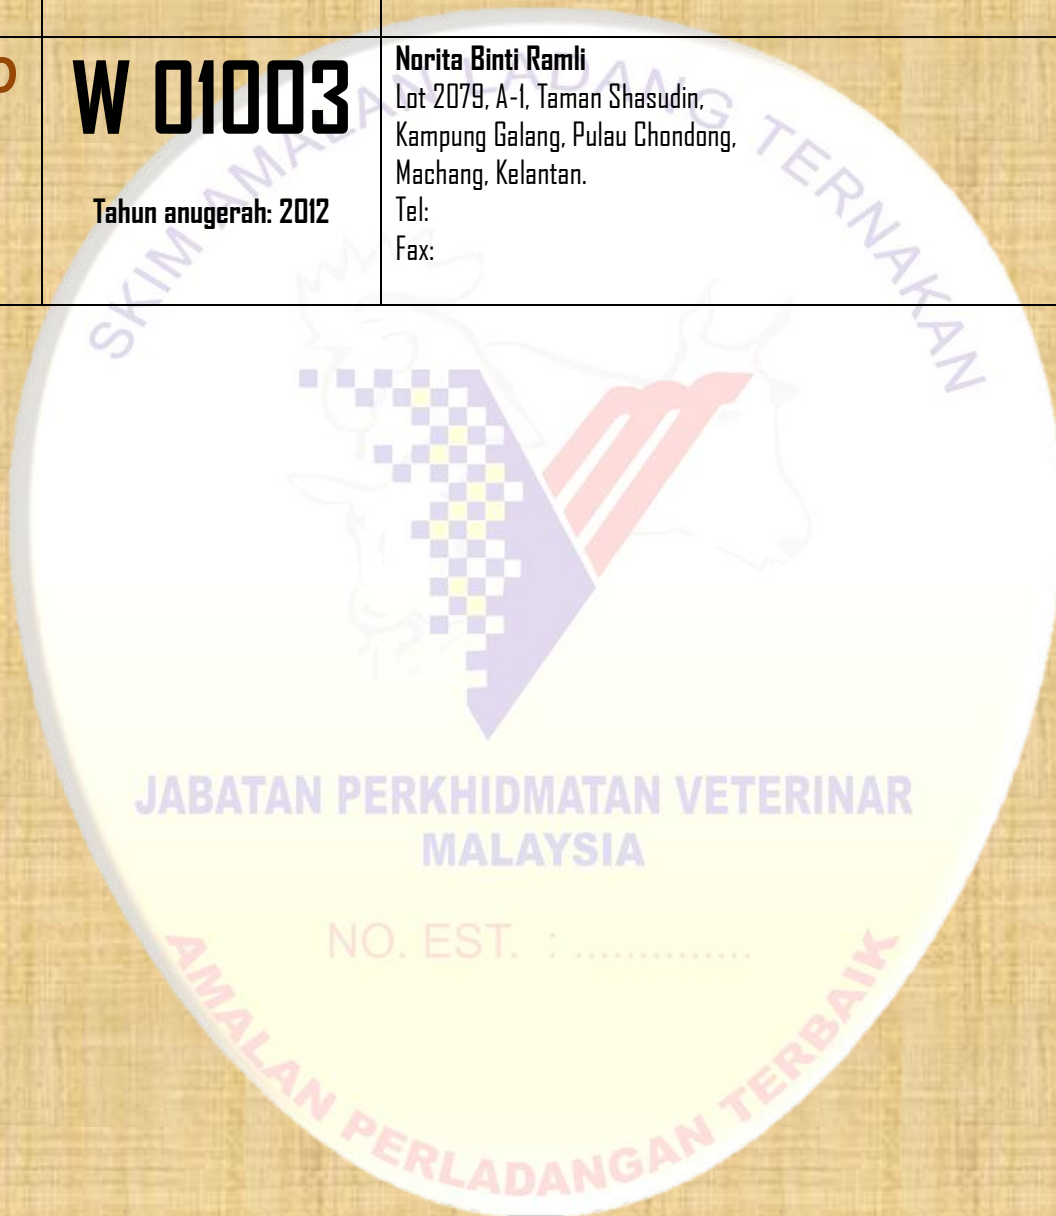 W 01003
Tahun anugerah: 2012
Norita Binti Ramli
Lot 2079, A-1, Taman Shasudin,
Kampung Galang, Pulau Chondong,
Machang, Kelantan.
Tel:
Fax:
SKIM AMALAN LADANG TERNAKAN
JABATAN PERKHIDMATAN VETERINAR
MALAYSIA
NO. EST. : ..............
AMALAN PERLADANGAN TERBAIK